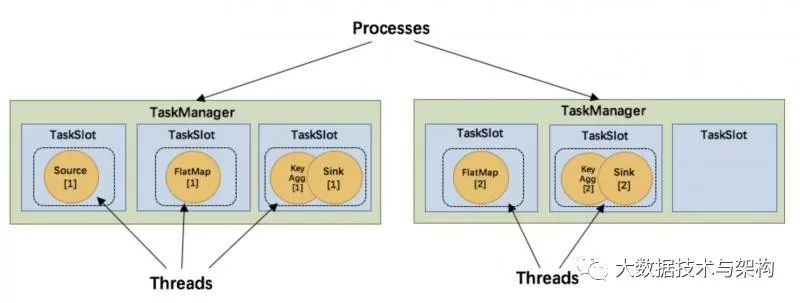 Processes
TaskManager
TaskSlot
Source
[1]
TaskSlot
FlatMap
[1]
TaskSlot
Key
Agg
[1]
Sink
[1]
Threads
TaskManager
TaskSlot
FlatMap
[2]
TaskSlot
Key
Agg
[2]
Sink
[2]
TaskSlot
Threads
大数据技术与架构